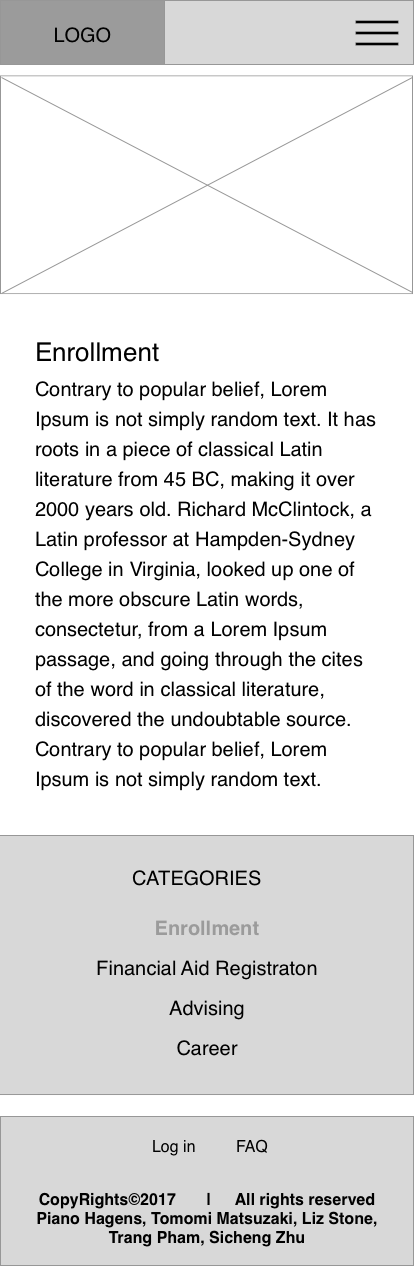 LOGO
Enrollment
Contrary to popular belief, Lorem
Ipsum is not simply random text. It has
roots in a piece of classical Latin
literature from 45 BC, making it over
2000 years old. Richard McClintock, a
Latin professor at Hampden-Sydney
College in Virginia, looked up one of
the more obscure Latin words,
consectetur, from a Lorem Ipsum
passage, and going through the cites
of the word in classical literature,
discovered the undoubtable source.
Contrary to popular belief, Lorem
Ipsum is not simply random text.
CATEGORIES
Enrollment
Financial Aid Registraton
Advising
Career
Log in FAQ
CopyRights©2017 | All rights reserved
Piano Hagens, Tomomi Matsuzaki, Liz Stone,
Trang Pham, Sicheng Zhu